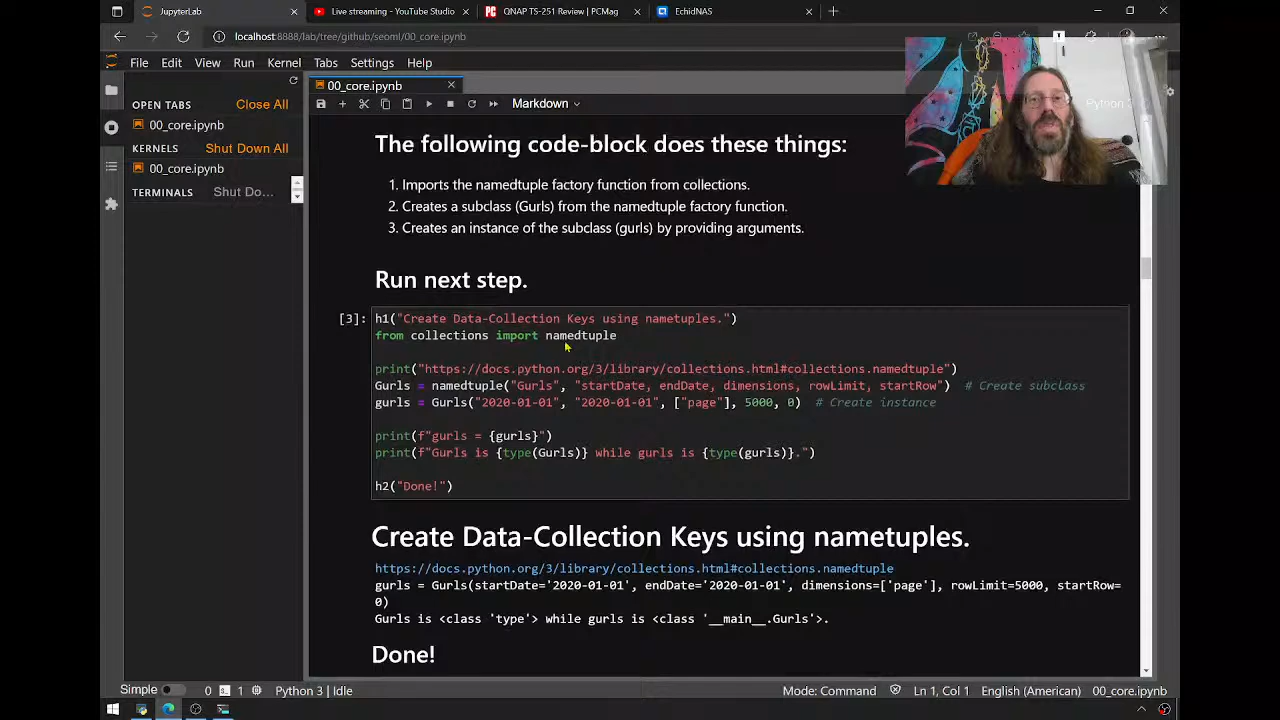 JupyterLab
Live streaming - YouTube Studio
PC
QNAP TS-251 Review | PCMag
EchidNAS
localhost:8888/lab/tree/github/seoml/00_core.ipynb
File Edit View Run Kernel Tabs Settings Help
OPEN TABS
Close All
00_core.ipynb
KERNELS
Shut Down All
00_core.ipynb
TERMINALS
Shut Do...
00_core.ipynb
Markdown
Python 3
The following code-block does these things:
1. Imports the namedtuple factory function from collections.
2. Creates a subclass (Gurls) from the namedtuple factory function.
3. Creates an instance of the subclass (gurls) by providing arguments.
Run next step.
[3]:
h1("Create Data-Collection Keys using nametuples.")
from collections import namedtuple
print("https://docs.python.org/3/library/collections.html#collections.namedtuple")
Gurls = namedtuple("Gurls", "startDate, endDate, dimensions, rowLimit, startRow")  # Create subclass
gurls = Gurls("2020-01-01", "2020-01-01", ["page"], 5000, 0)  # Create instance
print(f"gurls = {gurls}")
print(f"Gurls is {type(Gurls)} while gurls is {type(gurls)}.")
h2("Done!")
Create Data-Collection Keys using nametuples.
https://docs.python.org/3/library/collections.html#collections.namedtuple
gurls = Gurls(startDate='2020-01-01', endDate='2020-01-01', dimensions=['page'], rowLimit=5000, startRow=
0)
Gurls is <class 'type'> while gurls is <class '__main__.Gurls'>.
Done!
Simple 0 1 Python 3 | Idle Mode: Command Ln 1, Col 1 English (American) 00_core.ipynb